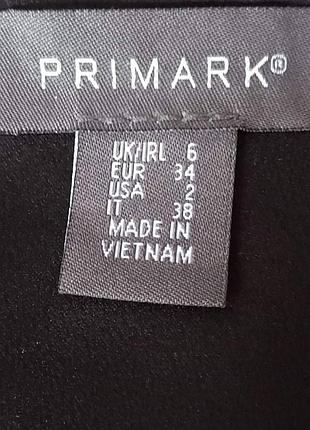 PRIMARK®
UK/IRL 6
EUR 34
USA 2
IT 38
MADE IN
VIETNAM